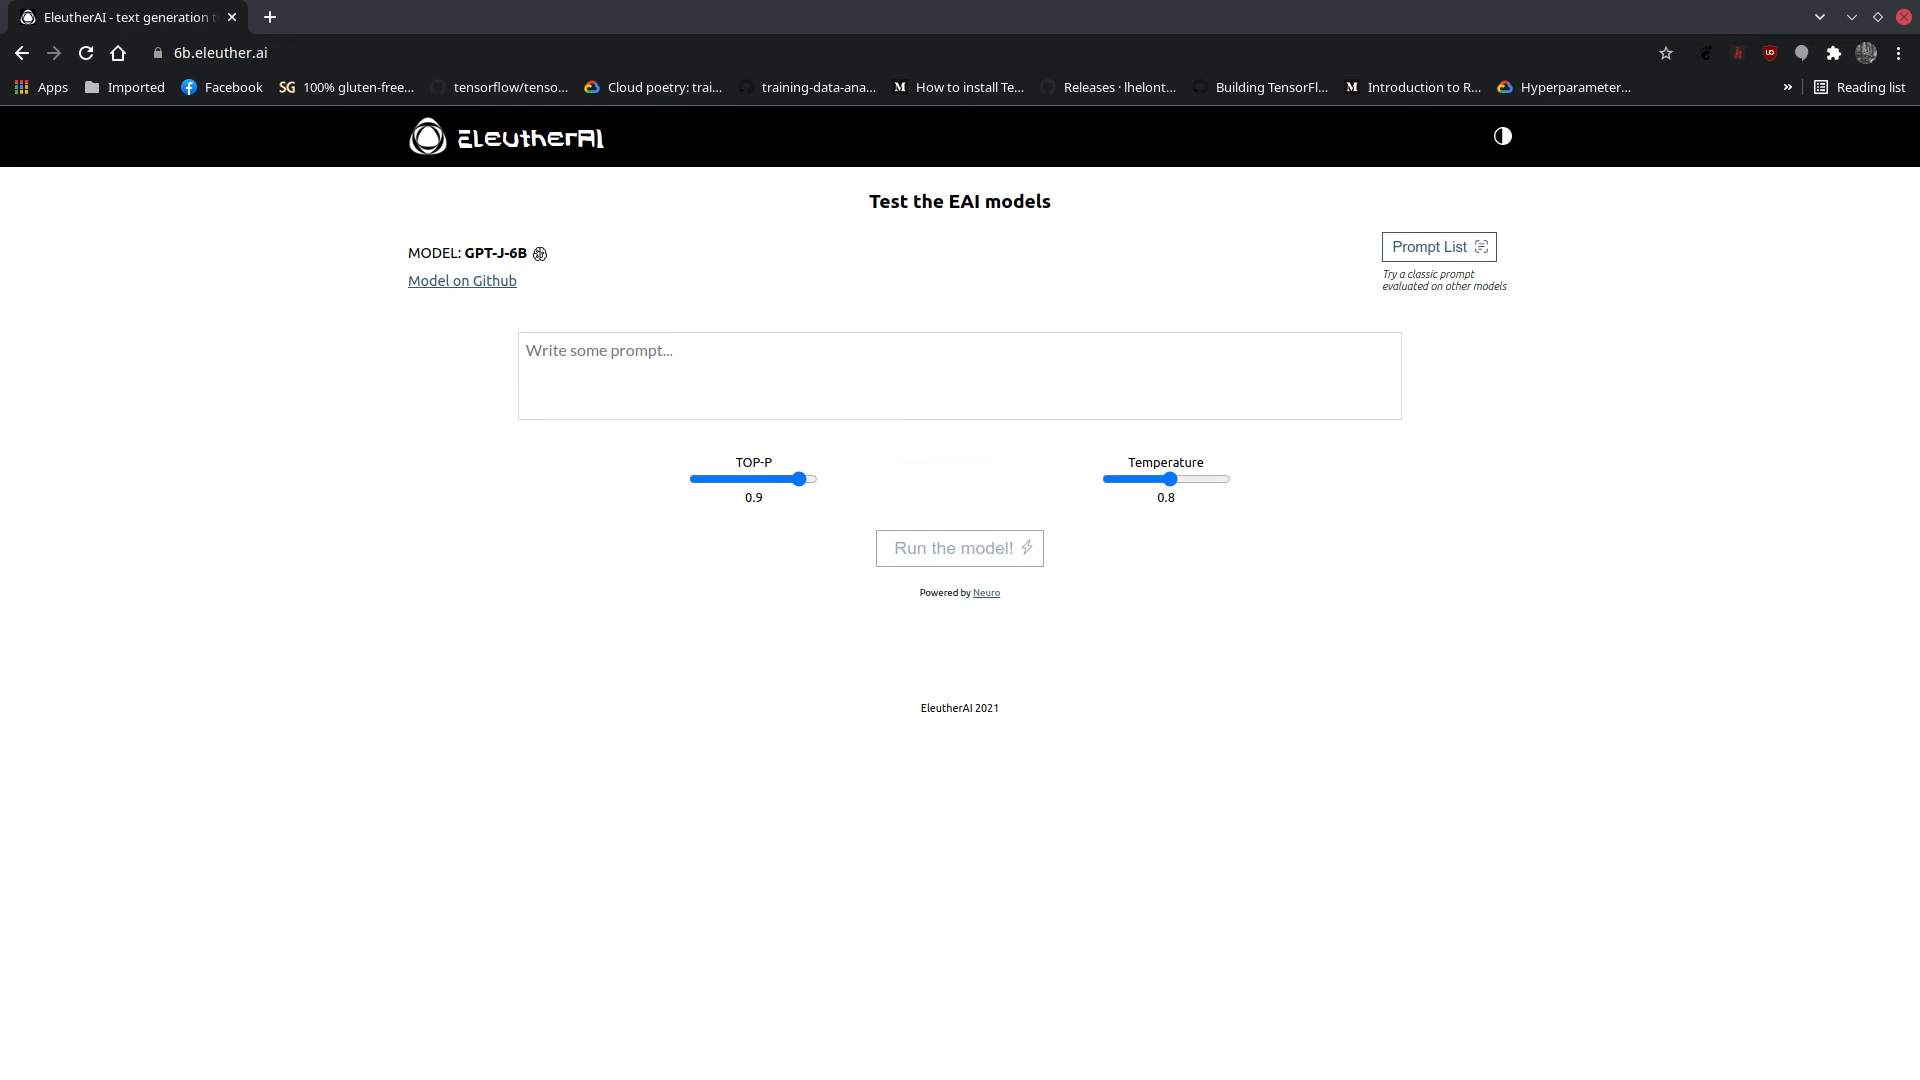 EleutherAI - text generation t
6b.eleuther.ai
Apps Imported Facebook SG 100% gluten-free... tensorflow/tenso... Cloud poetry: trai... training-data-ana... M How to install Te... Releases · lhelont... Building TensorFl... M Introduction to R... Hyperparameter... » Reading list
EleutherAI
Test the EAI models
MODEL: GPT-J-6B
Model on Github
Prompt List
Try a classic prompt
evaluated on other models
Write some prompt...
TOP-P
0.9
Temperature
0.8
Run the model!
Powered by Neuro
EleutherAI 2021